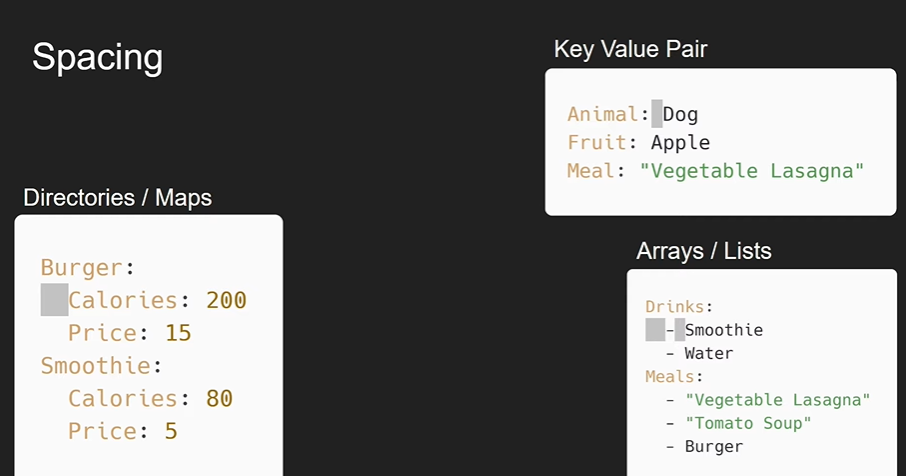 Spacing
Key Value Pair
Animal: Dog
Fruit: Apple
Meal: "Vegetable Lasagna"
Directories / Maps
Burger:
  Calories: 200
  Price: 15
Smoothie:
  Calories: 80
  Price: 5
Arrays / Lists
Drinks:
  - Smoothie
  - Water
Meals:
  - "Vegetable Lasagna"
  - "Tomato Soup"
  - Burger